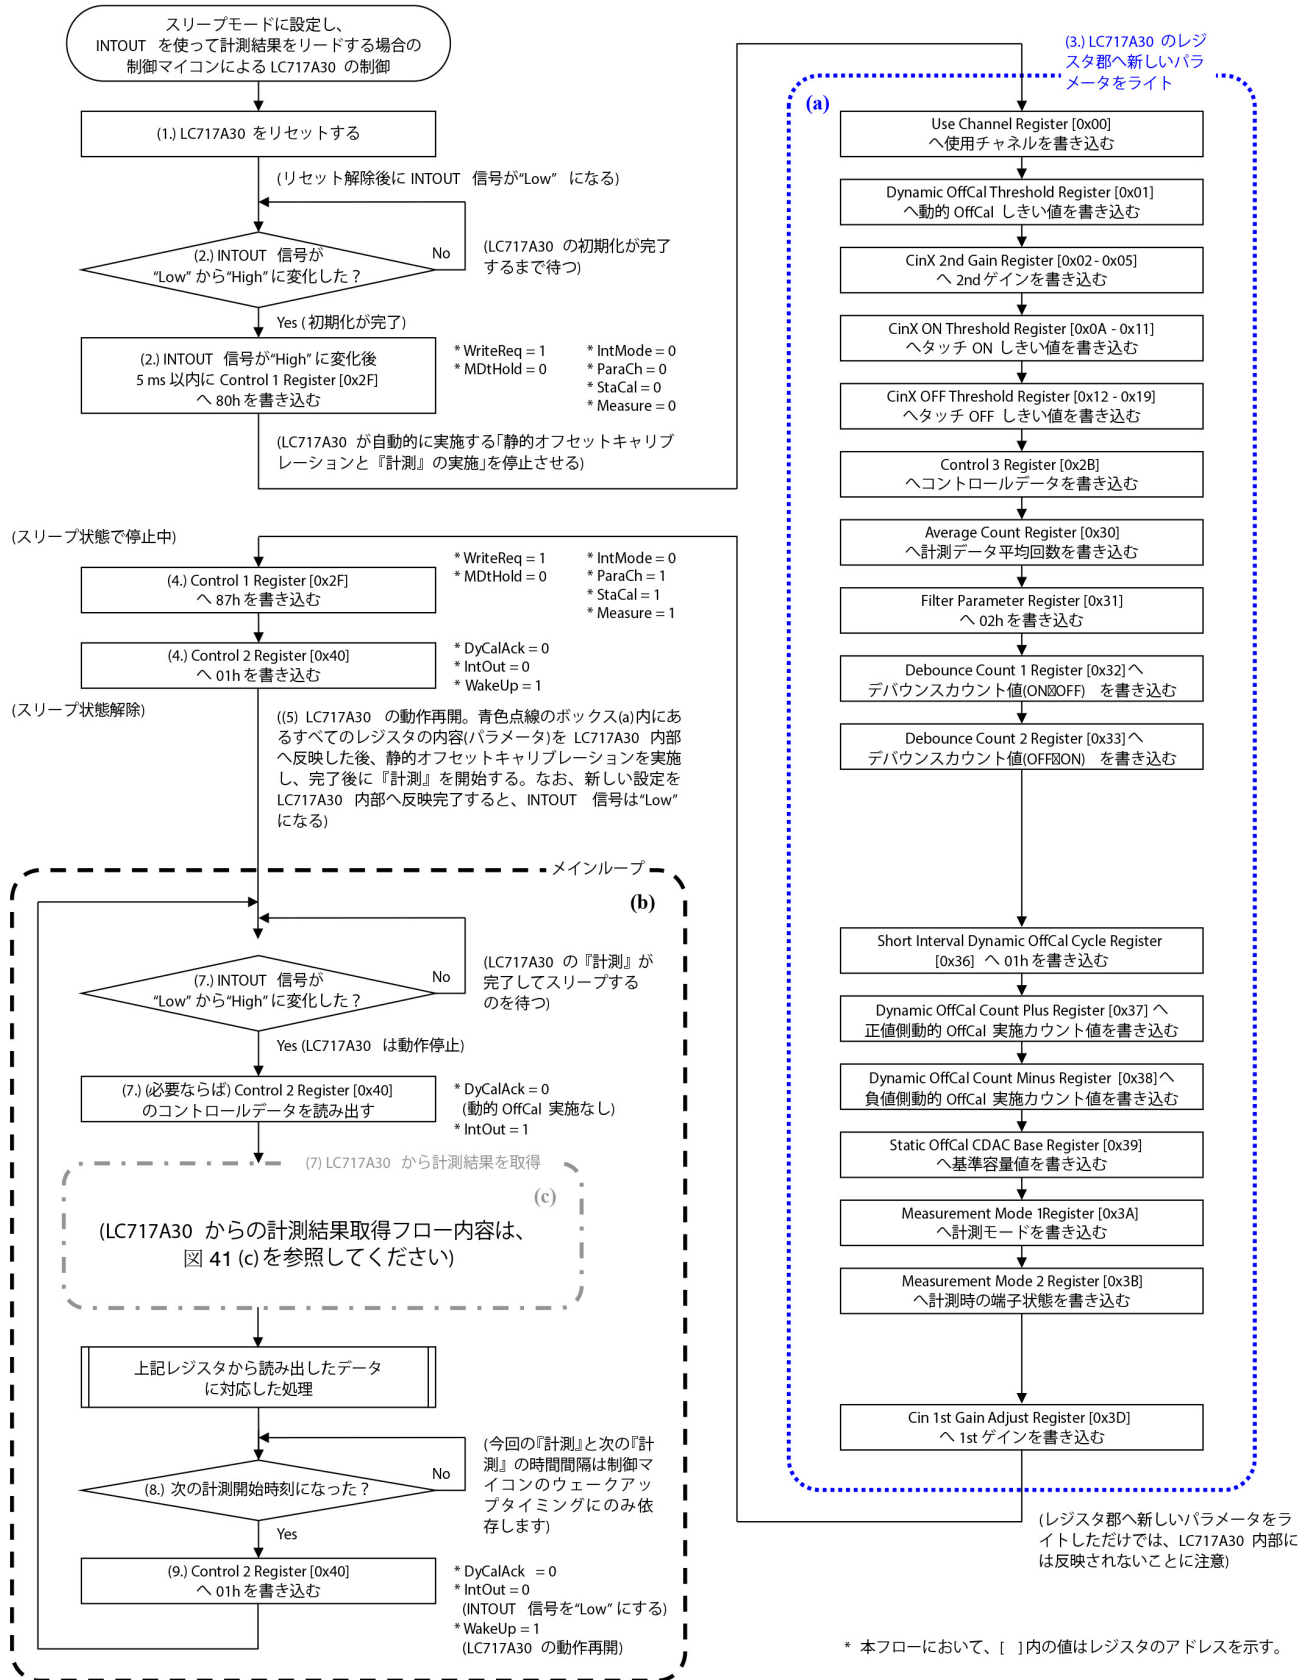 スリープモードに設定し、
INTOUT を使って計測結果をリードする場合の
制御マイコンによる LC717A30 の制御
(1.) LC717A30 をリセットする
(リセット解除後に INTOUT 信号が“Low” になる)
(2.) INTOUT 信号が
“Low” から“High” に変化した？
No
(LC717A30 の初期化が完了
するまで待つ)
Yes ( 初期化が完了)
(2.) INTOUT 信号が“High” に変化後
5 ms 以内に Control 1 Register [0x2F]
へ 80h を書き込む
* WriteReq = 1
* MDtHold = 0
* IntMode = 0
* ParaCh = 0
* StaCal = 0
* Measure = 0
(LC717A30 が自動的に実施する「静的オフセットキャリブ
レーションと『計測』の実施」を停止させる)
(スリープ状態で停止中)
(4.) Control 1 Register [0x2F]
へ 87h を書き込む
* WriteReq = 1
* MDtHold = 0
* IntMode = 0
* ParaCh = 1
* StaCal = 1
* Measure = 1
(4.) Control 2 Register [0x40]
へ 01h を書き込む
* DyCalAck = 0
* IntOut = 0
* WakeUp = 1
(スリープ状態解除)
((5) LC717A30 の動作再開。青色点線のボックス(a)内にあ
るすべてのレジスタの内容(パラメータ)を LC717A30 内部
へ反映した後、静的オフセットキャリブレーションを実施
し、完了後に『計測』を開始する。なお、新しい設定を
LC717A30 内部へ反映完了すると、INTOUT 信号は“Low”
になる)
メインループ
(b)
(7.) INTOUT 信号が
“Low” から“High” に変化した？
No
(LC717A30 の『計測』が
完了してスリープする
のを待つ)
Yes (LC717A30 は動作停止)
(7.) (必要ならば) Control 2 Register [0x40]
のコントロールデータを読み出す
* DyCalAck = 0
(動的 OffCal 実施なし)
* IntOut = 1
(7) LC717A30 から計測結果を取得
(c)
(LC717A30 からの計測結果取得フロー内容は、
図 41 (c) を参照してください)
上記レジスタから読み出したデータ
に対応した処理
(8.) 次の計測開始時刻になった？
No
(今回の『計測』と次の『計
測』の時間間隔は制御マ
イコンのウェークアッ
プタイミングにのみ依
存します)
Yes
(9.) Control 2 Register [0x40]
へ 01h を書き込む
* DyCalAck = 0
* IntOut = 0
(INTOUT 信号を“Low” にする)
* WakeUp = 1
(LC717A30 の動作再開)
(3.) LC717A30 のレジ
スタ郡へ新しいパラ
メータをライト
(a)
Use Channel Register [0x00]
へ使用チャネルを書き込む
Dynamic OffCal Threshold Register [0x01]
へ動的 OffCal しきい値を書き込む
CinX 2nd Gain Register [0x02 - 0x05]
へ 2nd ゲインを書き込む
CinX ON Threshold Register [0x0A - 0x11]
へタッチ ON しきい値を書き込む
CinX OFF Threshold Register [0x12 - 0x19]
へタッチ OFF しきい値を書き込む
Control 3 Register [0x2B]
へコントロールデータを書き込む
Average Count Register [0x30]
へ計測データ平均回数を書き込む
Filter Parameter Register [0x31]
へ 02h を書き込む
Debounce Count 1 Register [0x32] へ
デバウンスカウント値(ON☒OFF) を書き込む
Debounce Count 2 Register [0x33] へ
デバウンスカウント値(OFF☒ON) を書き込む
Short Interval Dynamic OffCal Cycle Register
[0x36] へ 01h を書き込む
Dynamic OffCal Count Plus Register [0x37] へ
正値側動的 OffCal 実施カウント値を書き込む
Dynamic OffCal Count Minus Register [0x38] へ
負値側動的 OffCal 実施カウント値を書き込む
Static OffCal CDAC Base Register [0x39]
へ基準容量値を書き込む
Measurement Mode 1Register [0x3A]
へ計測モードを書き込む
Measurement Mode 2 Register [0x3B]
へ計測時の端子状態を書き込む
Cin 1st Gain Adjust Register [0x3D]
へ 1st ゲインを書き込む
(レジスタ郡へ新しいパラメータをラ
イトしただけでは、LC717A30 内部に
は反映されないことに注意)
* 本フローにおいて、[ ] 内の値はレジスタのアドレスを示す。